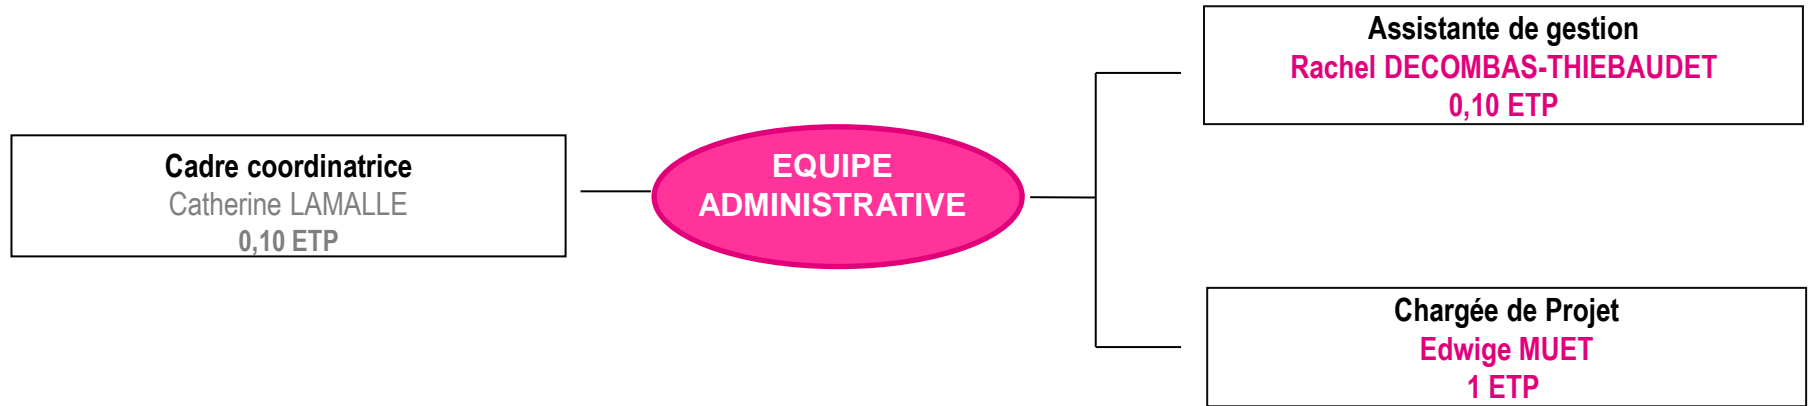 Cadre coordinatrice
Catherine LAMALLE
0,10 ETP
EQUIPE
ADMINISTRATIVE
Assistante de gestion
Rachel DECOMBAS-THIEBAUDET
0,10 ETP
Chargée de Projet
Edwige MUET
1 ETP